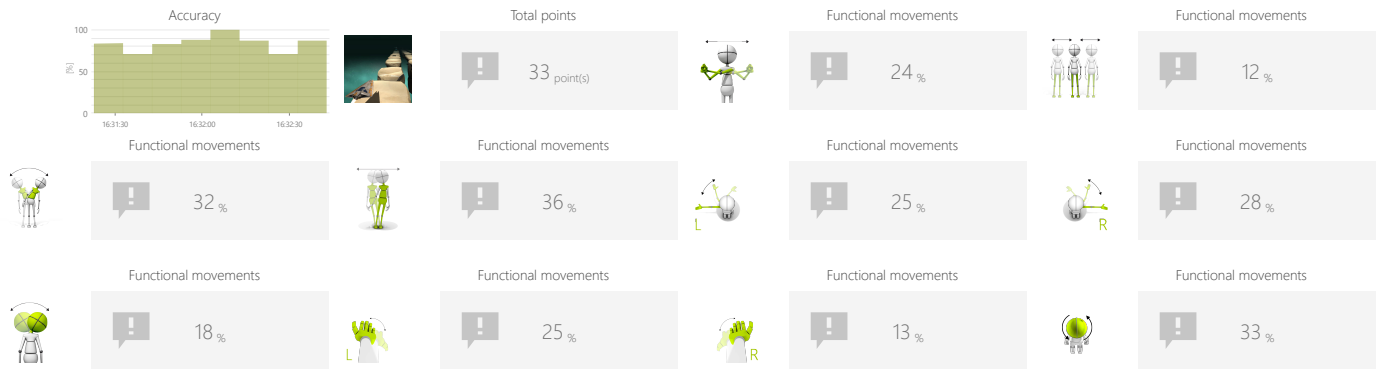 Accuracy
Total points
Functional movements
Functional movements
100
50
0
[%]
16:31:30
16:32:00
16:32:30
33 point(s)
24 %
12 %
Functional movements
Functional movements
Functional movements
Functional movements
32 %
36 %
25 %
28 %
L
R
Functional movements
Functional movements
Functional movements
Functional movements
18 %
25 %
13 %
33 %
L
R